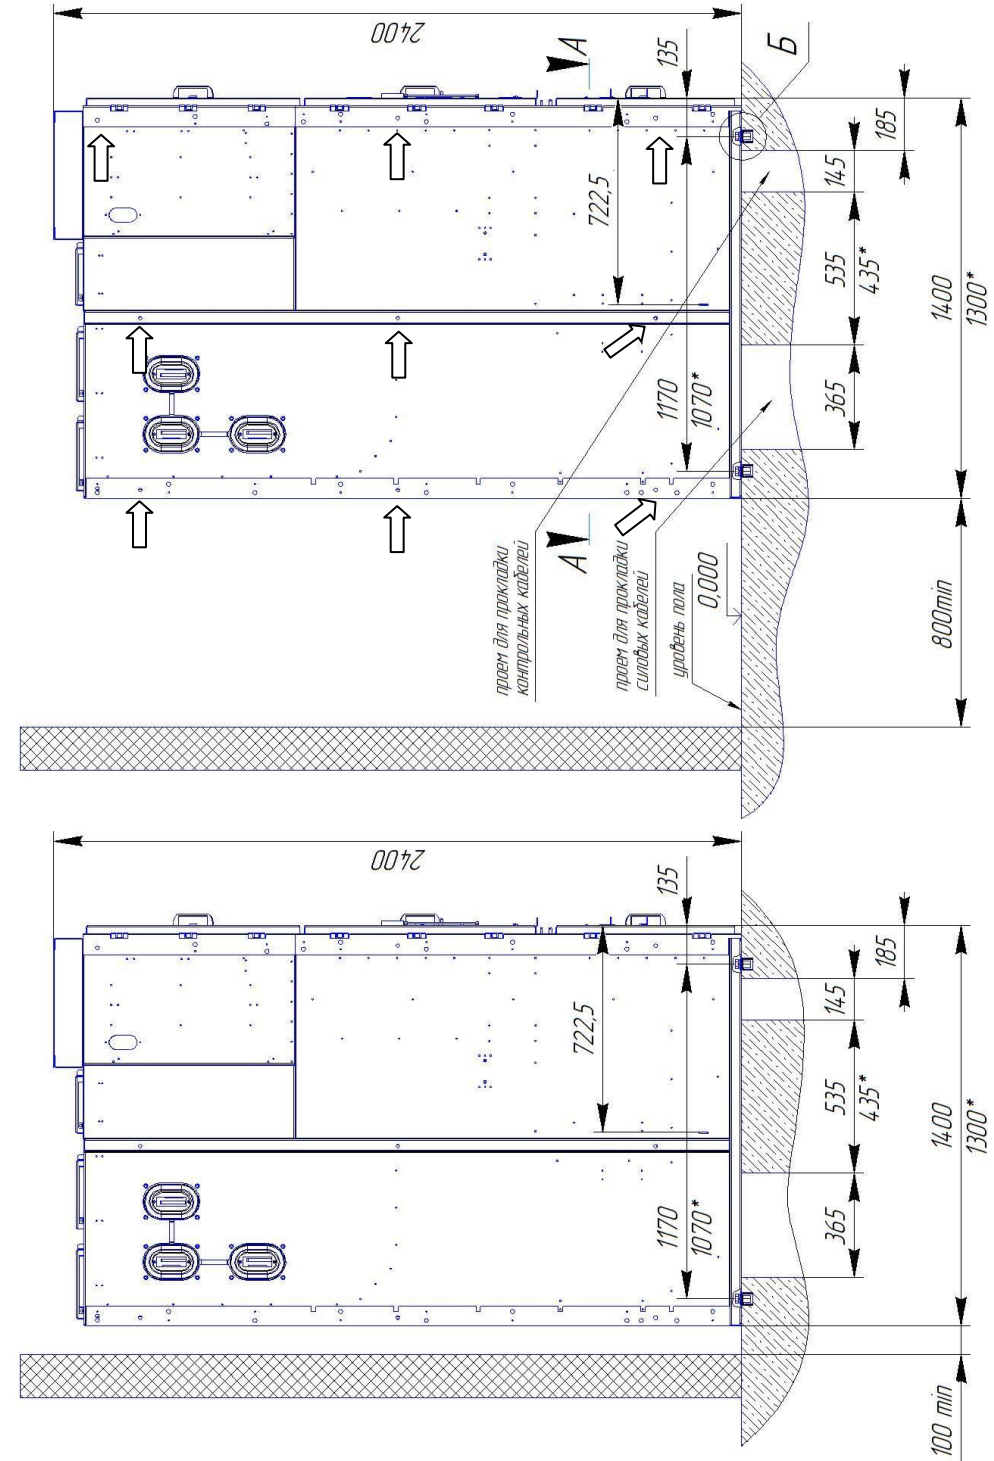 2400
А
135
Б
185
722,5
145
535
435*
1400
1300*
1170
1070*
365
А
проем для прокладки
контрольных кабелей
проем для прокладки
силовых кабелей
уровень пола
0,000
800min
2400
135
185
722,5
145
535
435*
1400
1300*
1170
1070*
365
100 min